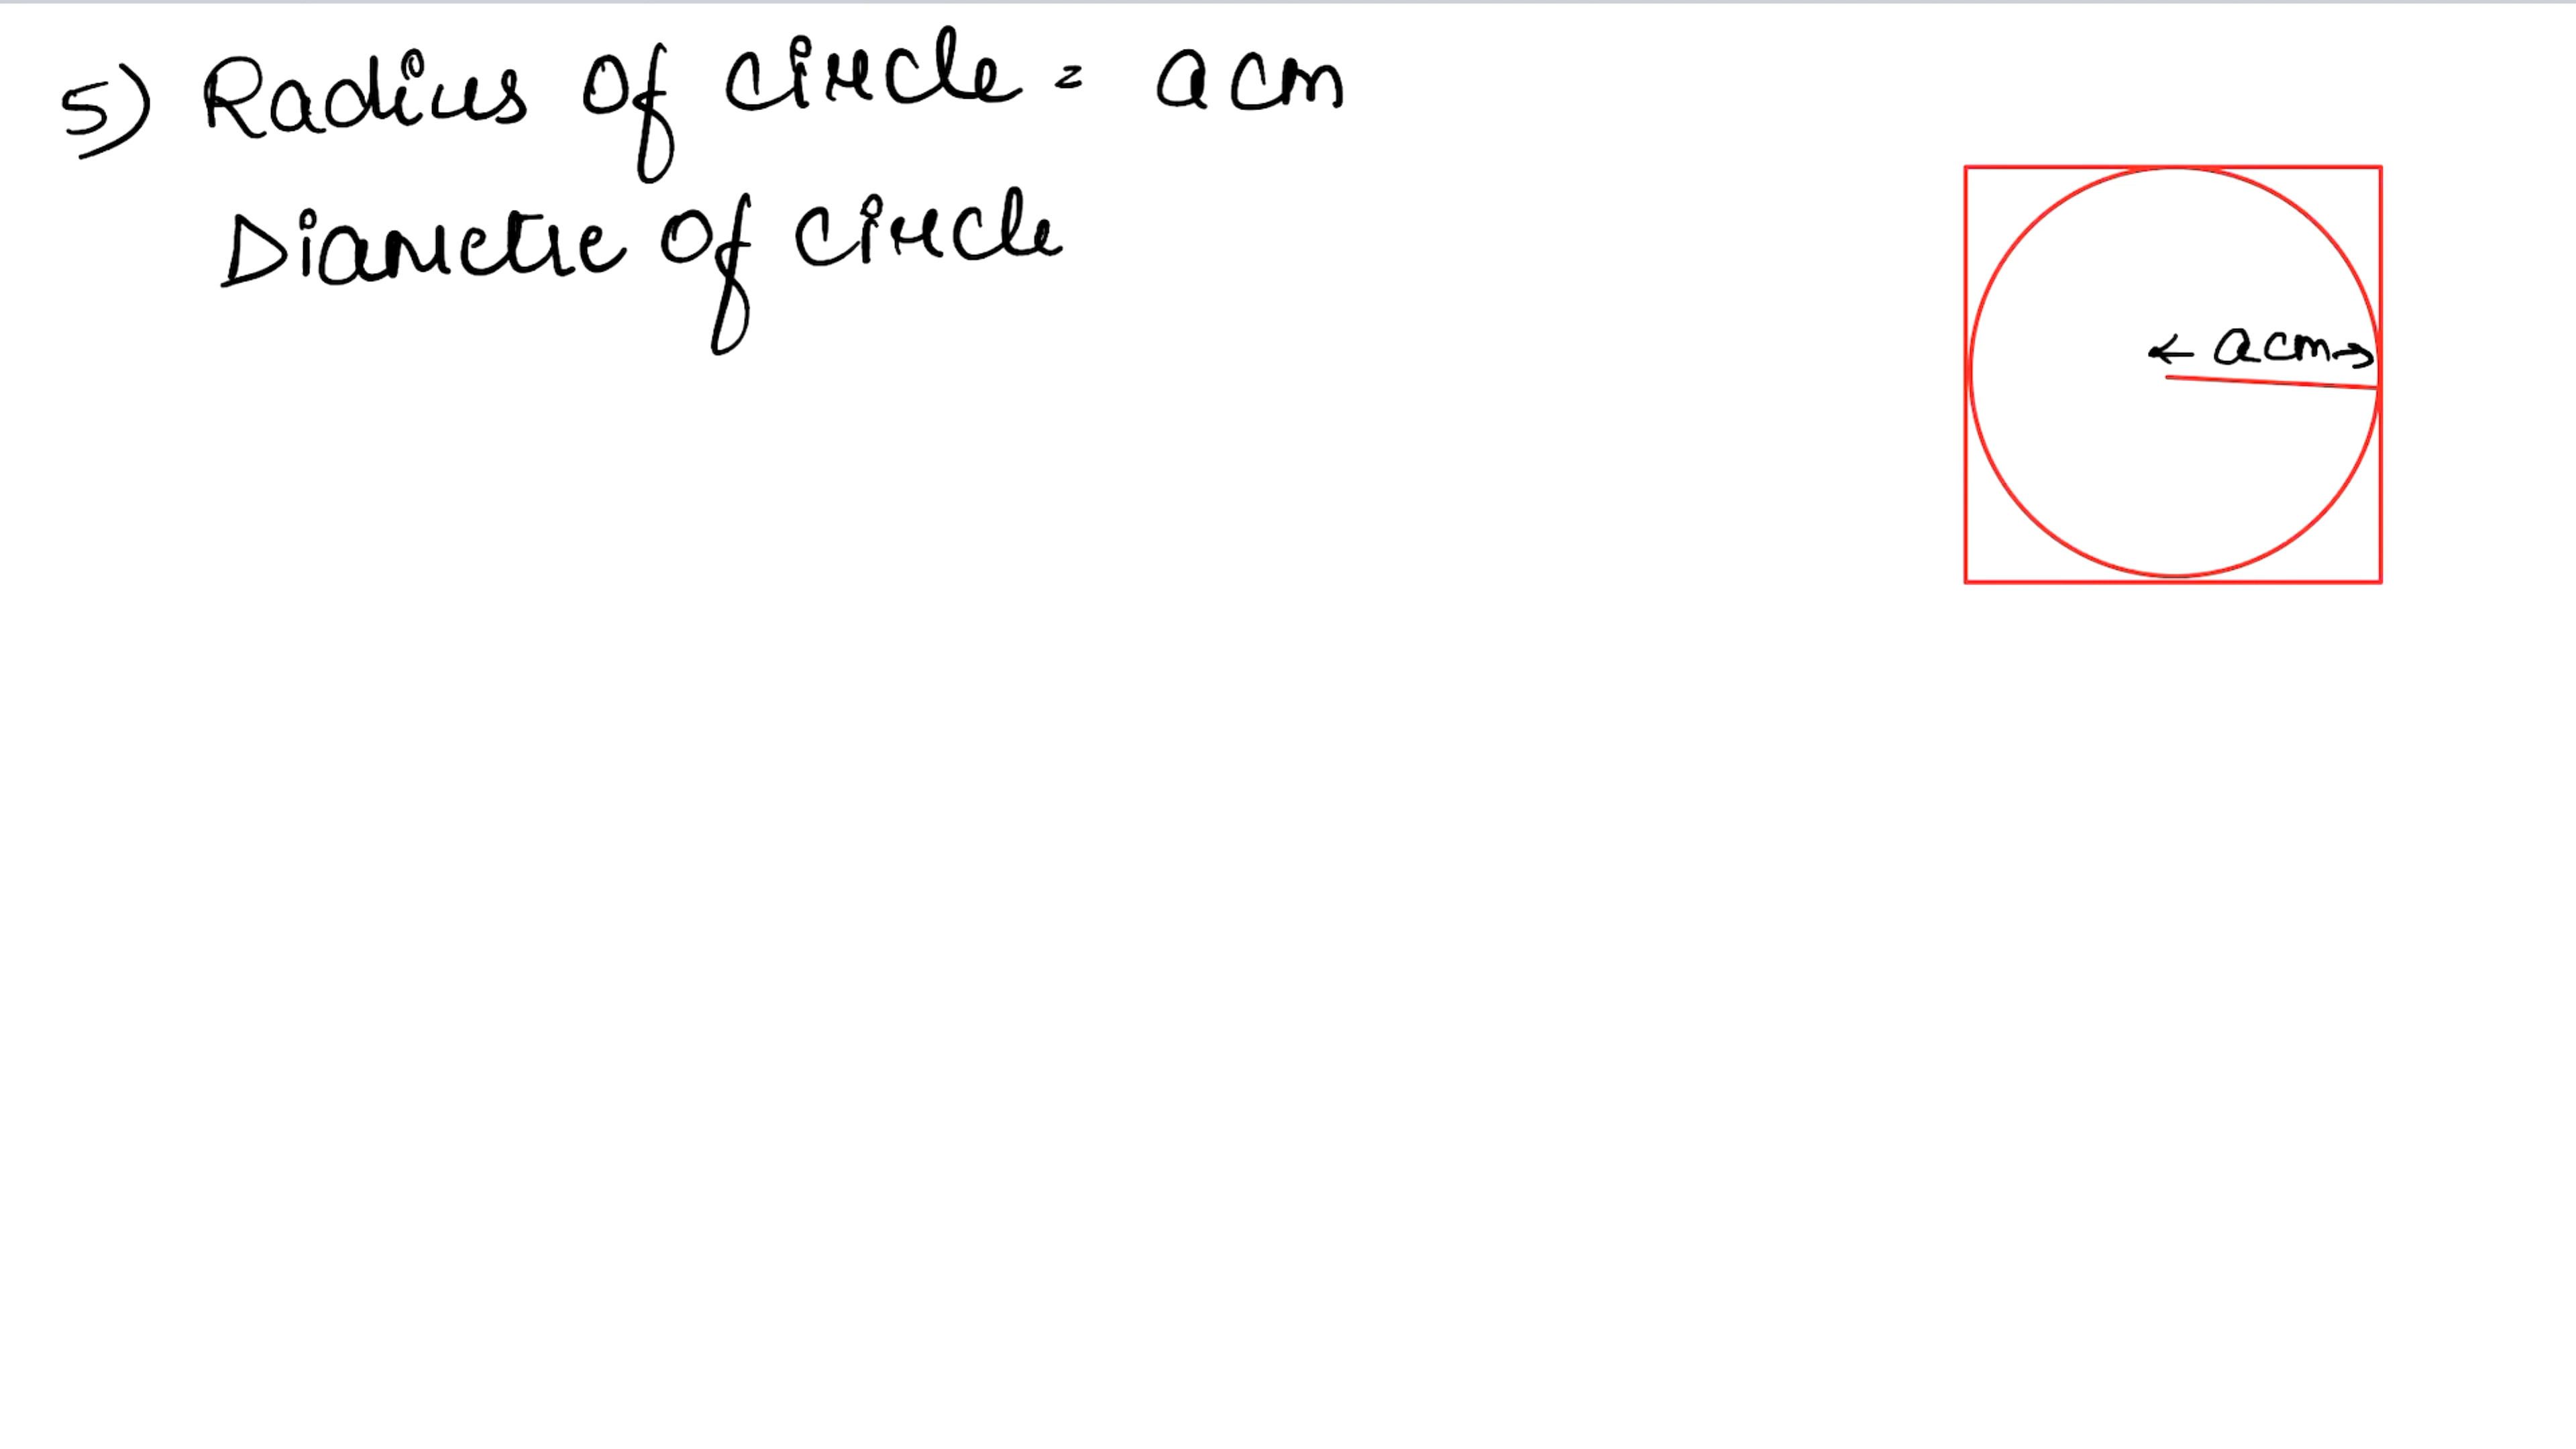 5) Radius of circle = a cm
Diametre of circle
← a cm →